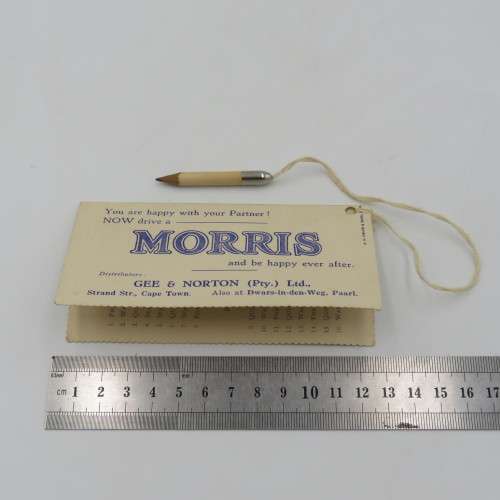 You are happy with your Partner!
NOW drive a
MORRIS
and be happy ever after.
Distributors:
GEE & NORTON (Pty.) Ltd.,
Strand Str., Cape Town. Also at Dwars-in-den-Weg, Paarl.
cm 1 2 3 4 5 6 7 8 9 10 11 12 13 14 15 16 17